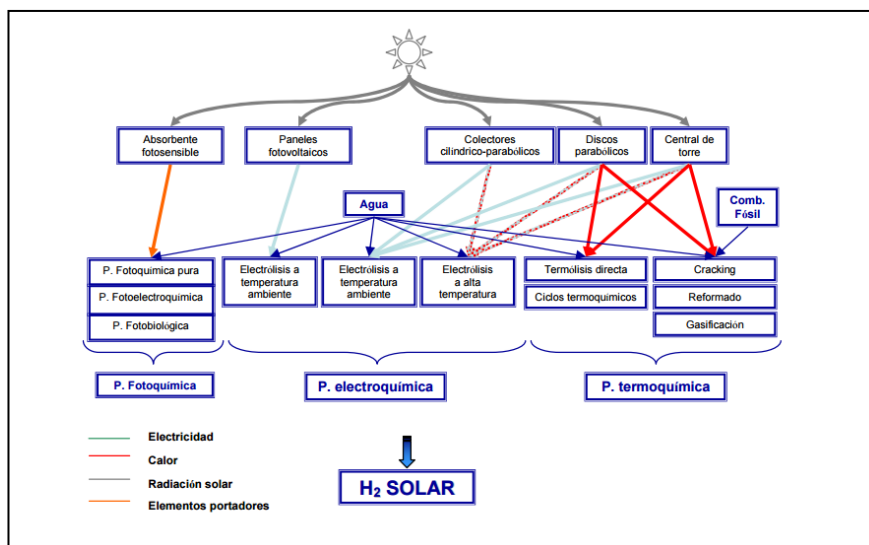 Absorbente
fotosensible
Paneles
fotovoltaicos
Colectores
cilíndrico-parabólicos
Discos
parabólicos
Central de
torre
Agua
Comb.
Fósil
P. Fotoquímica pura
P. Fotoelectroquímica
P. Fotobiológica
Electrólisis a
temperatura
ambiente
Electrólisis a
temperatura
ambiente
Electrólisis
a alta
temperatura
Termólisis directa
Ciclos termoquímicos
Cracking
Reformado
Gasificación
P. Fotoquímica
P. electroquímica
P. termoquímica
Electricidad
Calor
Radiación solar
Elementos portadores
H₂ SOLAR